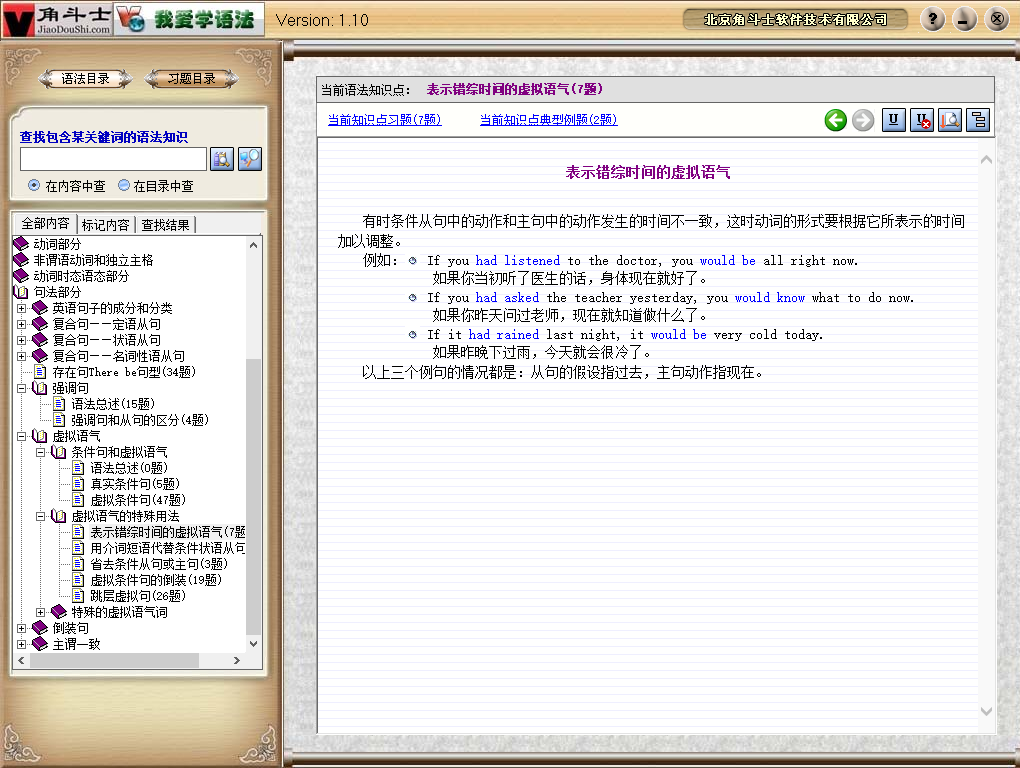 角斗士
JiaoDouShi.com
我爱学语法
Version: 1.10
北京角斗士软件技术有限公司
?
语法目录
习题目录
查找包含某关键词的语法知识
在内容中查
在目录中查
全部内容
标记内容
查找结果
动词部分
非谓语动词和独立主格
动词时态语态部分
句法部分
英语句子的成分和分类
复合句——定语从句
复合句——状语从句
复合句——名词性语从句
存在句There be句型(34题)
强调句
语法总述(15题)
强调句和从句的区分(4题)
虚拟语气
条件句和虚拟语气
语法总述(0题)
真实条件句(5题)
虚拟条件句(47题)
虚拟语气的特殊用法
表示错综时间的虚拟语气(7题
用介词短语代替条件状语从句
省去条件从句或主句(3题)
虚拟条件句的倒装(19题)
跳层虚拟句(26题)
特殊的虚拟语气词
倒装句
主谓一致
当前语法知识点： 表示错综时间的虚拟语气(7题)
当前知识点习题(7题)
当前知识点典型例题(2题)
U
U
表示错综时间的虚拟语气
有时条件从句中的动作和主句中的动作发生的时间不一致，这时动词的形式要根据它所表示的时间
加以调整。
例如： If you had listened to the doctor, you would be all right now.
如果你当初听了医生的话，身体现在就好了。
If you had asked the teacher yesterday, you would know what to do now.
如果你昨天问过老师，现在就知道做什么了。
If it had rained last night, it would be very cold today.
如果昨晚下过雨，今天就会很冷了。
以上三个例句的情况都是：从句的假设指过去，主句动作指现在。